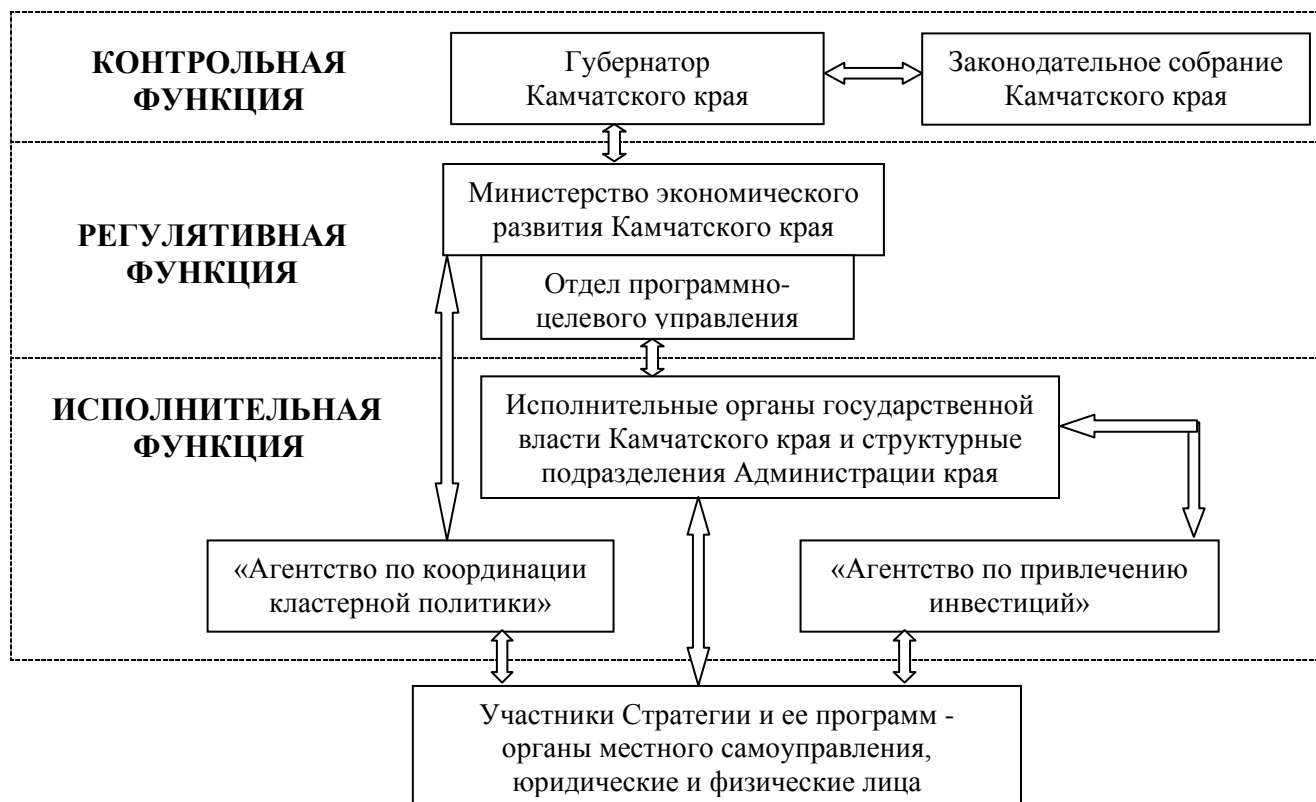 КОНТРОЛЬНАЯ
ФУНКЦИЯ
Губернатор
Камчатского края
Законодательное собрание
Камчатского края
РЕГУЛЯТИВНАЯ
ФУНКЦИЯ
Министерство экономического
развития Камчатского края
Отдел программно-
целевого управления
ИСПОЛНИТЕЛЬНАЯ
ФУНКЦИЯ
Исполнительные органы государственной
власти Камчатского края и структурные
подразделения Администрации края
«Агентство по координации
кластерной политики»
«Агентство по привлечению
инвестиций»
Участники Стратегии и ее программ -
органы местного самоуправления,
юридические и физические лица